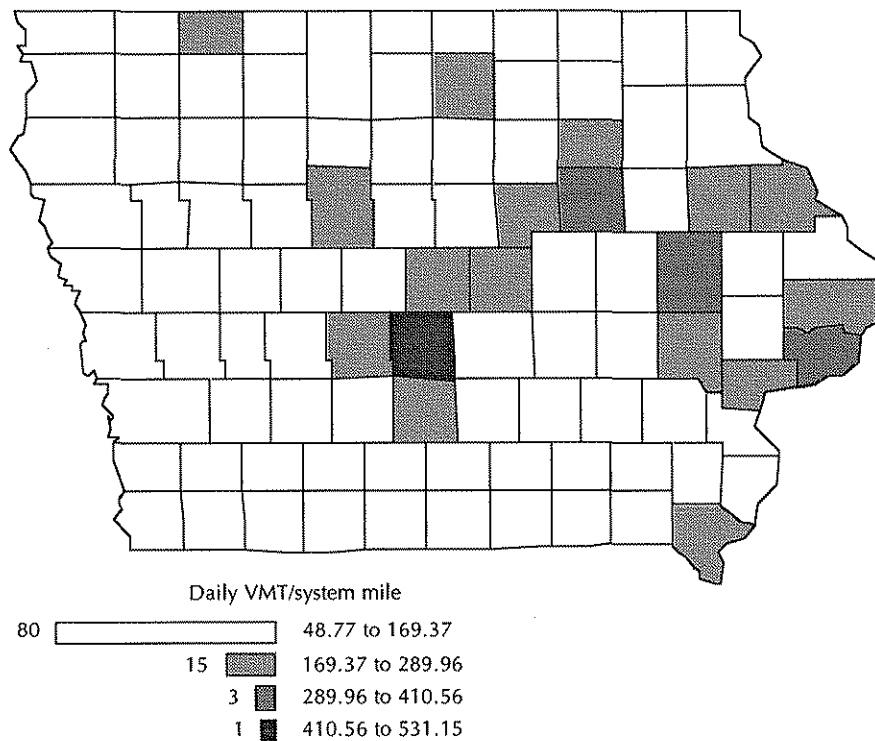 Daily VMT/system mile
80 48.77 to 169.37
15 169.37 to 289.96
3 289.96 to 410.56
1 410.56 to 531.15